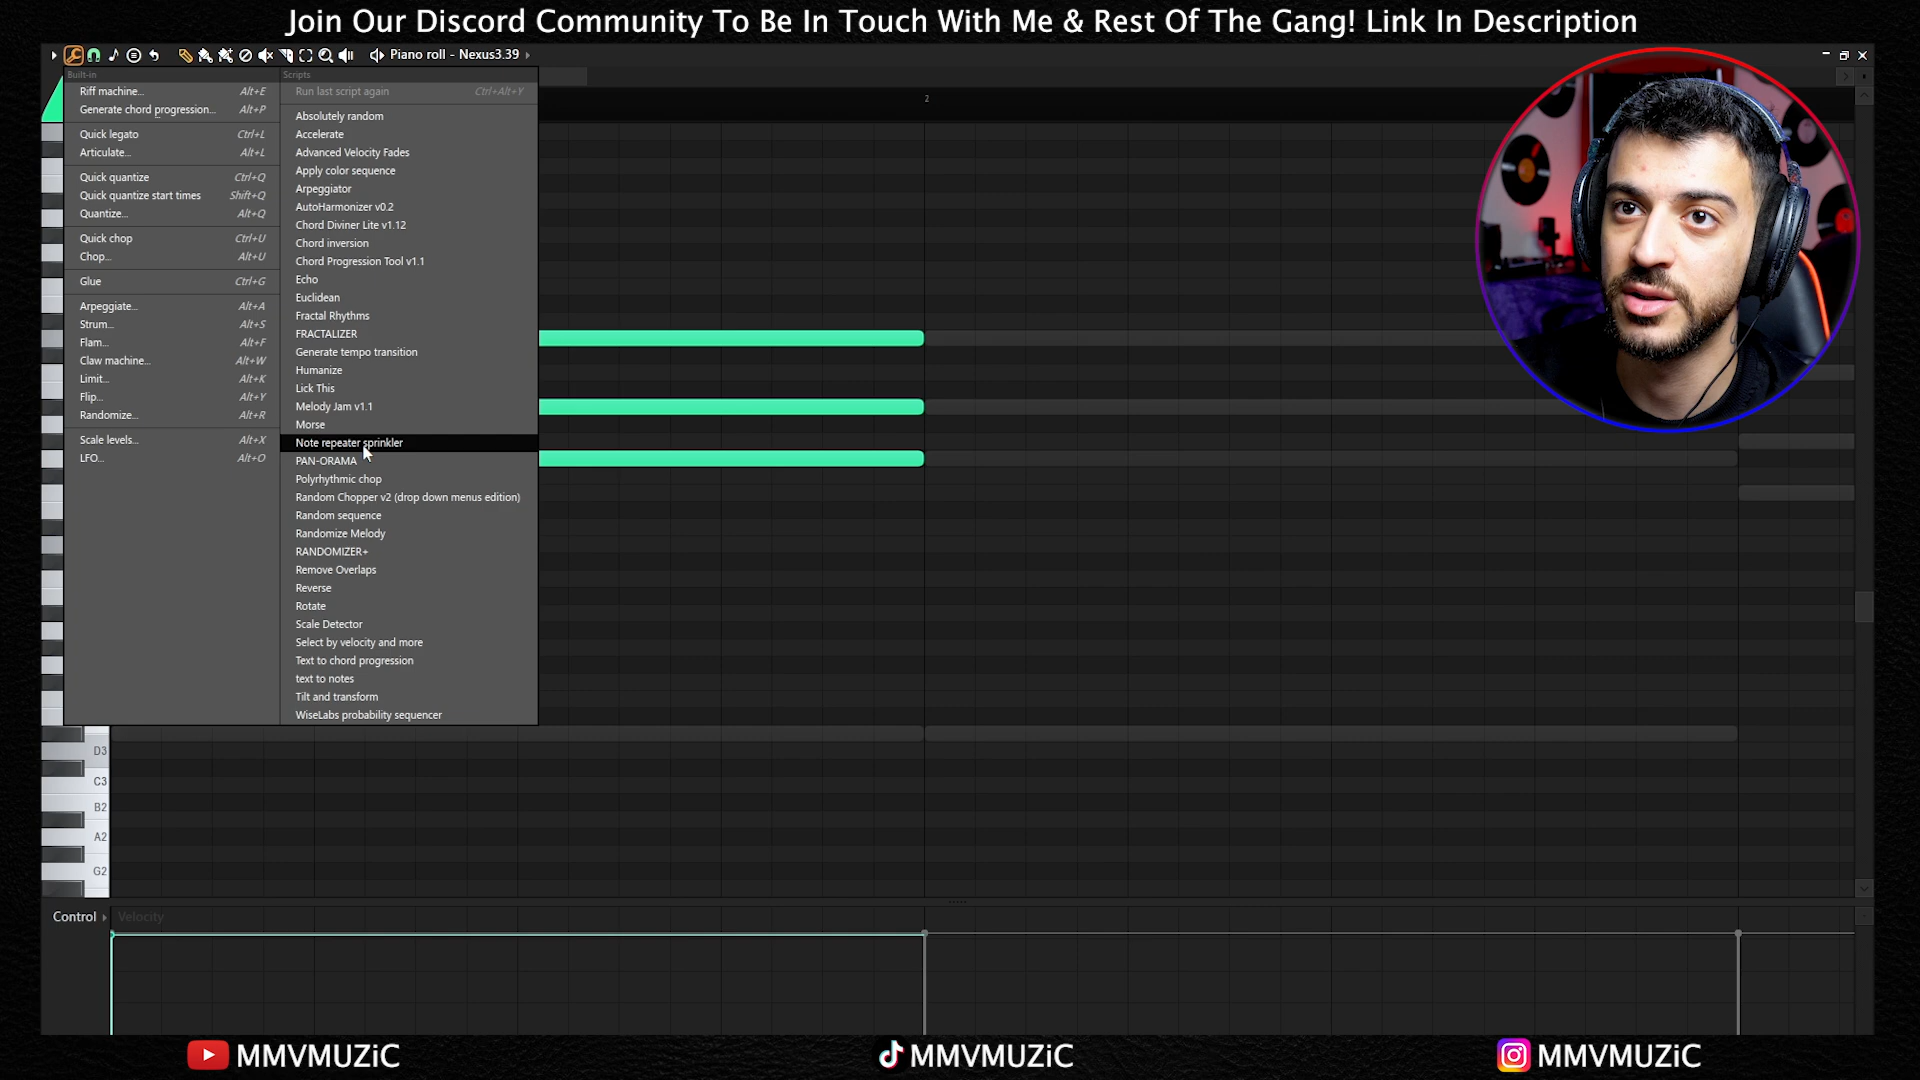 Join Our Discord Community To Be In Touch With Me & Rest Of The Gang! Link In Description
Piano roll - Nexus3.39
Built-in
Riff machine... Alt+E
Generate chord progression... Alt+P
Quick legato Ctrl+L
Articulate... Alt+L
Quick quantize Ctrl+Q
Quick quantize start times Shift+Q
Quantize... Alt+Q
Quick chop Ctrl+U
Chop... Alt+U
Glue Ctrl+G
Arpeggiate... Alt+A
Strum... Alt+S
Flam... Alt+F
Claw machine... Alt+W
Limit... Alt+K
Flip... Alt+Y
Randomize... Alt+R
Scale levels... Alt+X
LFO... Alt+O
Scripts
Run last script again Ctrl+Alt+Y
Absolutely random
Accelerate
Advanced Velocity Fades
Apply color sequence
Arpeggiator
AutoHarmonizer v0.2
Chord Diviner Lite v1.12
Chord inversion
Chord Progression Tool v1.1
Echo
Euclidean
Fractal Rhythms
FRACTALIZER
Generate tempo transition
Humanize
Lick This
Melody Jam v1.1
Morse
Note repeater sprinkler
PAN-ORAMA
Polyrhythmic chop
Random Chopper v2 (drop down menus edition)
Random sequence
Randomize Melody
RANDOMIZER+
Remove Overlaps
Reverse
Rotate
Scale Detector
Select by velocity and more
Text to chord progression
text to notes
Tilt and transform
WiseLabs probability sequencer
2
D3
C3
B2
A2
G2
Control
Velocity
MMVMUZiC
MMVMUZiC
MMVMUZiC